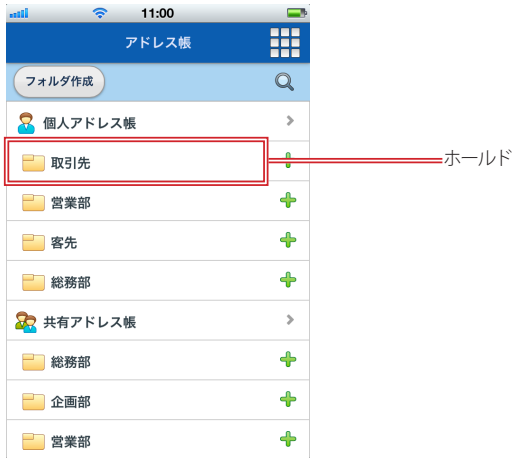 11:00
アドレス帳
フォルダ作成
個人アドレス帳
取引先
ホールド
営業部
客先
総務部
共有アドレス帳
総務部
企画部
営業部